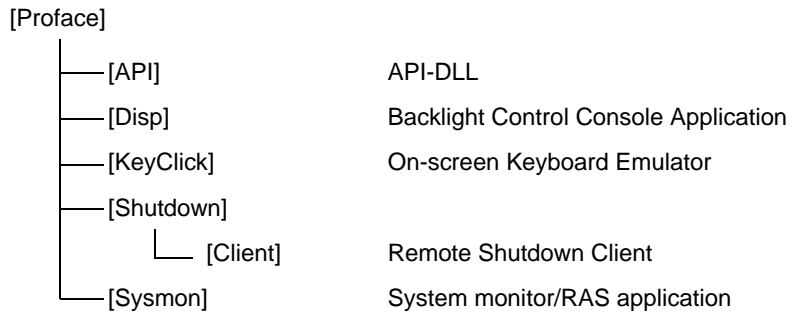 [Proface]
[API] API-DLL
[Disp] Backlight Control Console Application
[KeyClick] On-screen Keyboard Emulator
[Shutdown]
[Client] Remote Shutdown Client
[Sysmon] System monitor/RAS application